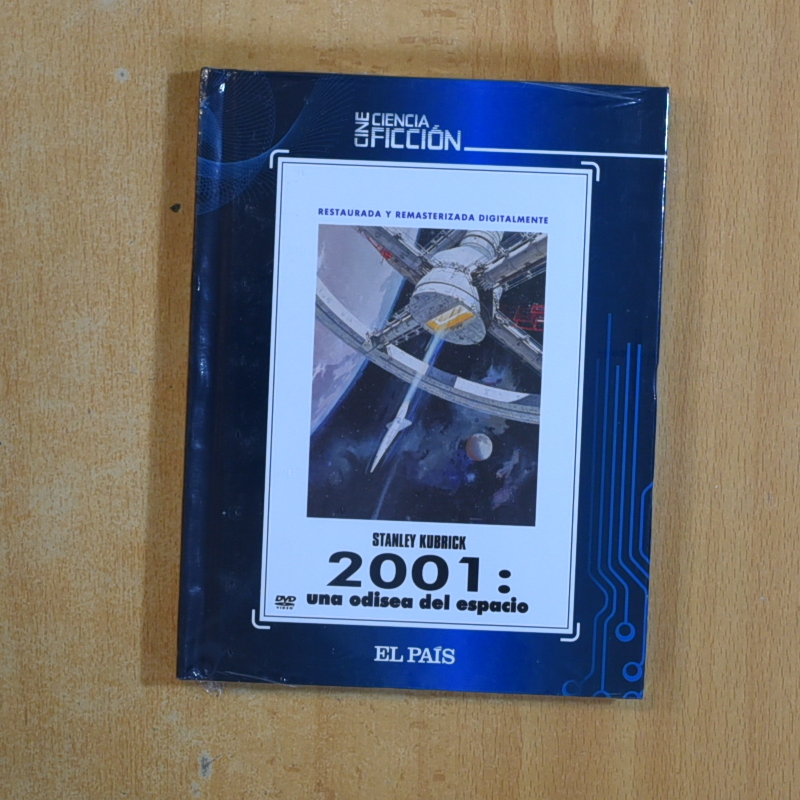 CINE
CIENCIA
FICCIÓN
RESTAURADA Y REMASTERIZADA DIGITALMENTE
STANLEY KUBRICK
2001:
una odisea del espacio
DVD
VIDEO
EL PAÍS